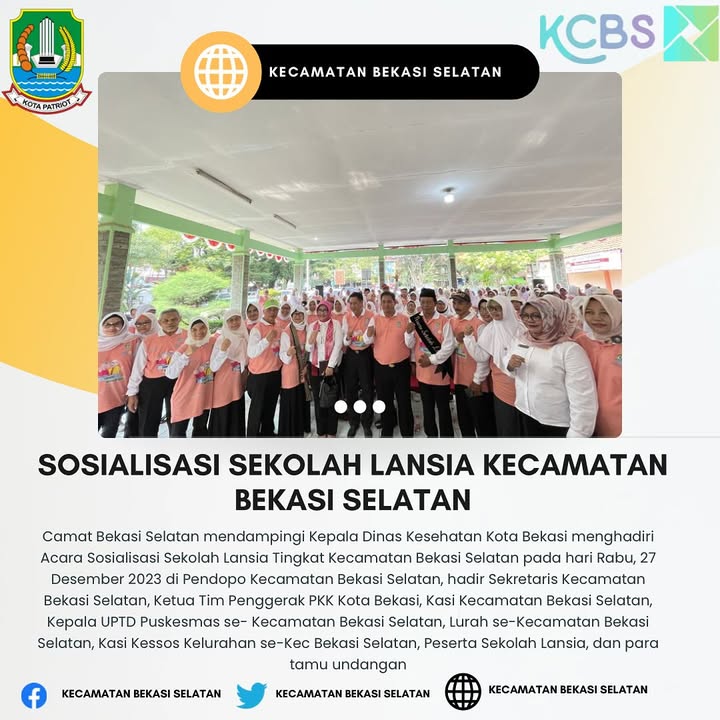 KCBS
KECAMATAN BEKASI SELATAN
KOTA PATRIOT
SOSIALISASI SEKOLAH LANSIA KECAMATAN
BEKASI SELATAN
Camat Bekasi Selatan mendampingi Kepala Dinas Kesehatan Kota Bekasi menghadiri
Acara Sosialisasi Sekolah Lansia Tingkat Kecamatan Bekasi Selatan pada hari Rabu, 27
Desember 2023 di Pendopo Kecamatan Bekasi Selatan, hadir Sekretaris Kecamatan
Bekasi Selatan, Ketua Tim Penggerak PKK Kota Bekasi, Kasi Kecamatan Bekasi Selatan,
Kepala UPTD Puskesmas se- Kecamatan Bekasi Selatan, Lurah se-Kecamatan Bekasi
Selatan, Kasi Kessos Kelurahan se-Kec Bekasi Selatan, Peserta Sekolah Lansia, dan para
tamu undangan
KECAMATAN BEKASI SELATAN
KECAMATAN BEKASI SELATAN
KECAMATAN BEKASI SELATAN